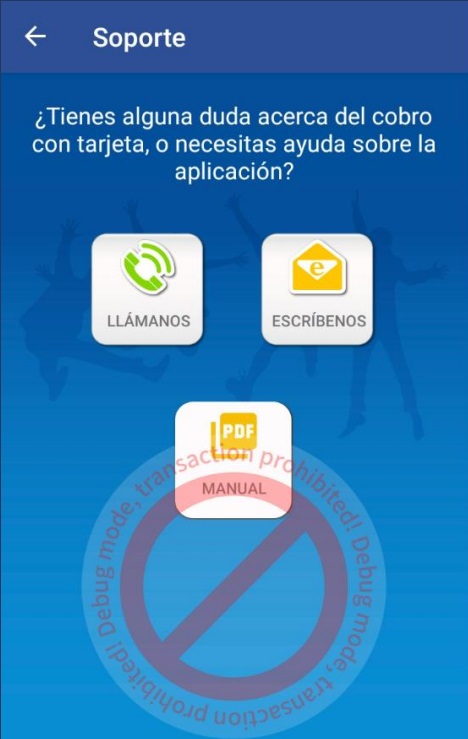 Soporte
¿Tienes alguna duda acerca del cobro
con tarjeta, o necesitas ayuda sobre la
aplicación?
e
LLÁMANOS
ESCRÍBENOS
PDF
MANUAL
Debug mode, transaction prohibited! Debug mode, transaction prohibited!